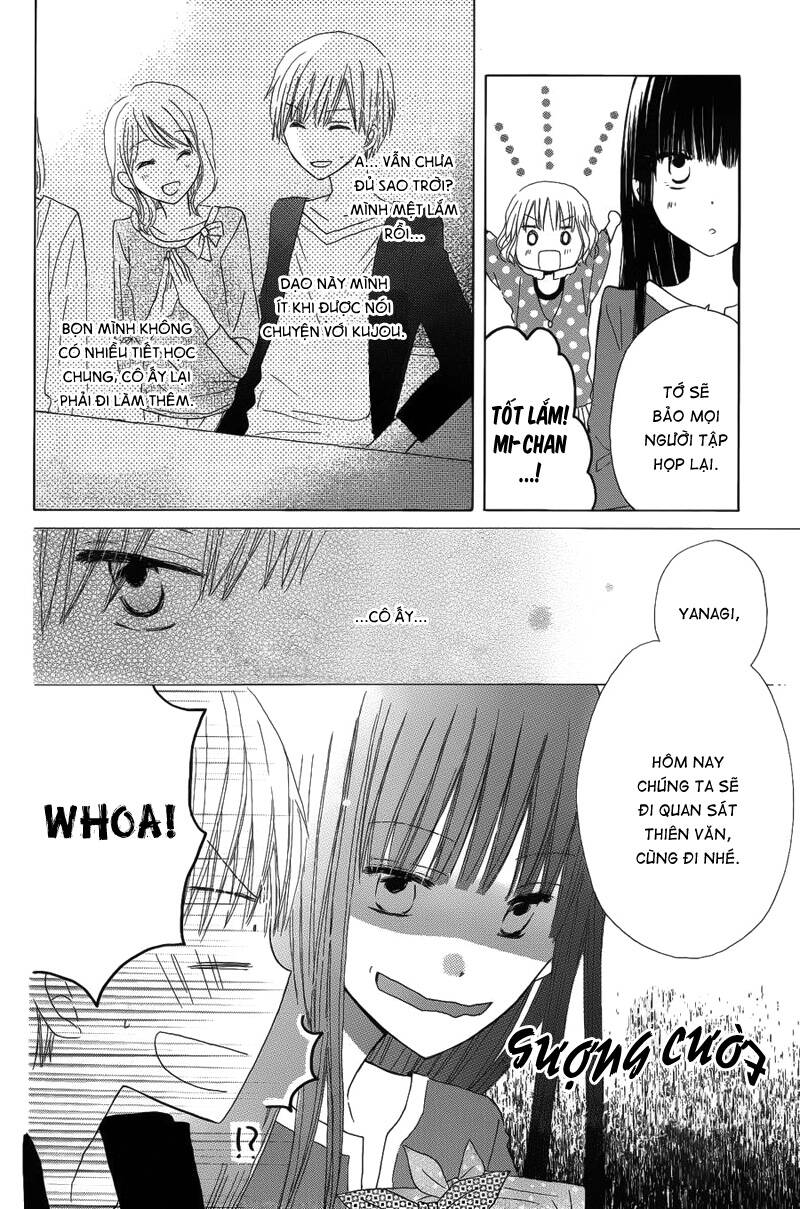 TỚ SẼ
BẢO MỌI
NGƯỜI TẬP
HỌP LẠI.
TỐT LẮM!
MI-CHAN
...!
A... VẪN CHƯA
ĐỦ SAO TRỜI?
MÌNH MỆT LẮM
RỒI...
DẠO NÀY MÌNH
ÍT KHI ĐƯỢC NÓI
CHUYỆN VỚI KUJOU.
BỌN MÌNH KHÔNG
CÓ NHIỀU TIẾT HỌC
CHUNG, CÔ ẤY LẠI
PHẢI ĐI LÀM THÊM.
...CÔ ẤY...
YANAGI,
HÔM NAY
CHÚNG TA SẼ
ĐI QUAN SÁT
THIÊN VĂN,
CÙNG ĐI NHÉ.
WHOA!
GƯỢNG CƯỜI
!?